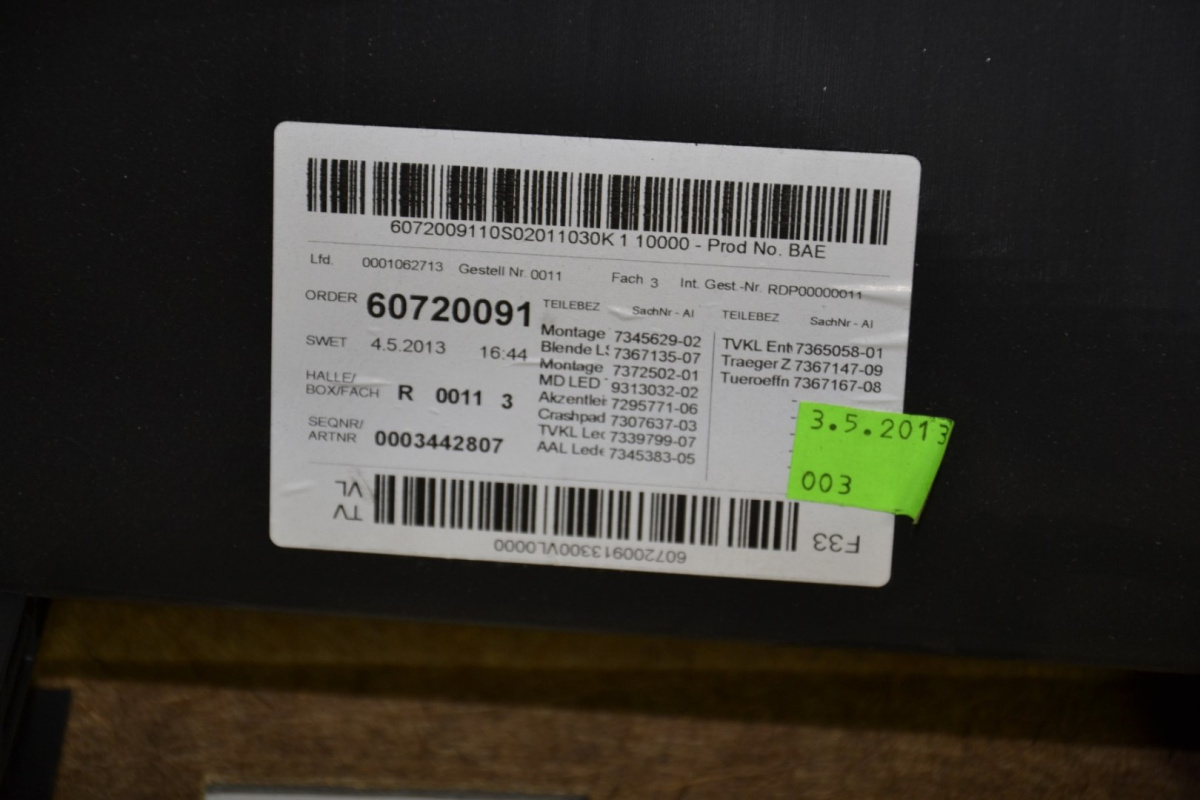 6072009110S02011030K 1 10000 - Prod No. BAE
Lfd. 0001062713 Gestell Nr. 0011 Fach 3 Int. Gest.-Nr. RDP00000011
ORDER 60720091
SWET 4.5.2013 16:44
HALLE/
BOX/FACH R 0011 3
SEQNR/
ARTNR 0003442807
TEILEBEZ SachNr - AI
Montage 7345629-02
Blende LS 7367135-07
Montage 7372502-01
MD LED 9313032-02
Akzentlei 7295771-06
Crashpad 7307637-03
TVKL Led 7339799-07
AAL Lede 7345383-05
TEILEBEZ SachNr - AI
TVKL Ent 7365058-01
Traeger Z 7367147-09
Tueroeffn 7367167-08
-
-
-
-
3.5.2013
003
TV
VL
607200913300VL0000
F33